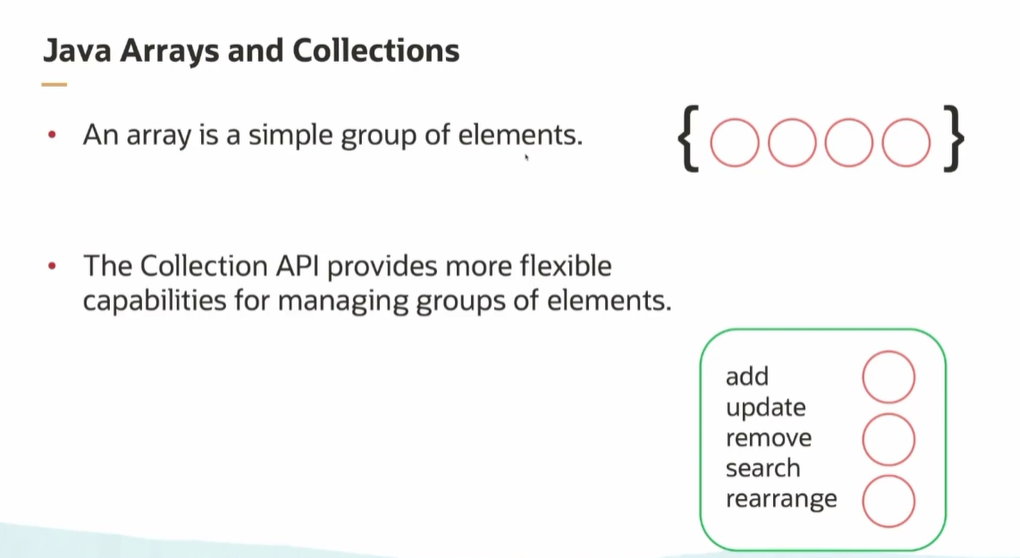 Java Arrays and Collections
• An array is a simple group of elements.
{ }
• The Collection API provides more flexible
capabilities for managing groups of elements.
add
update
remove
search
rearrange